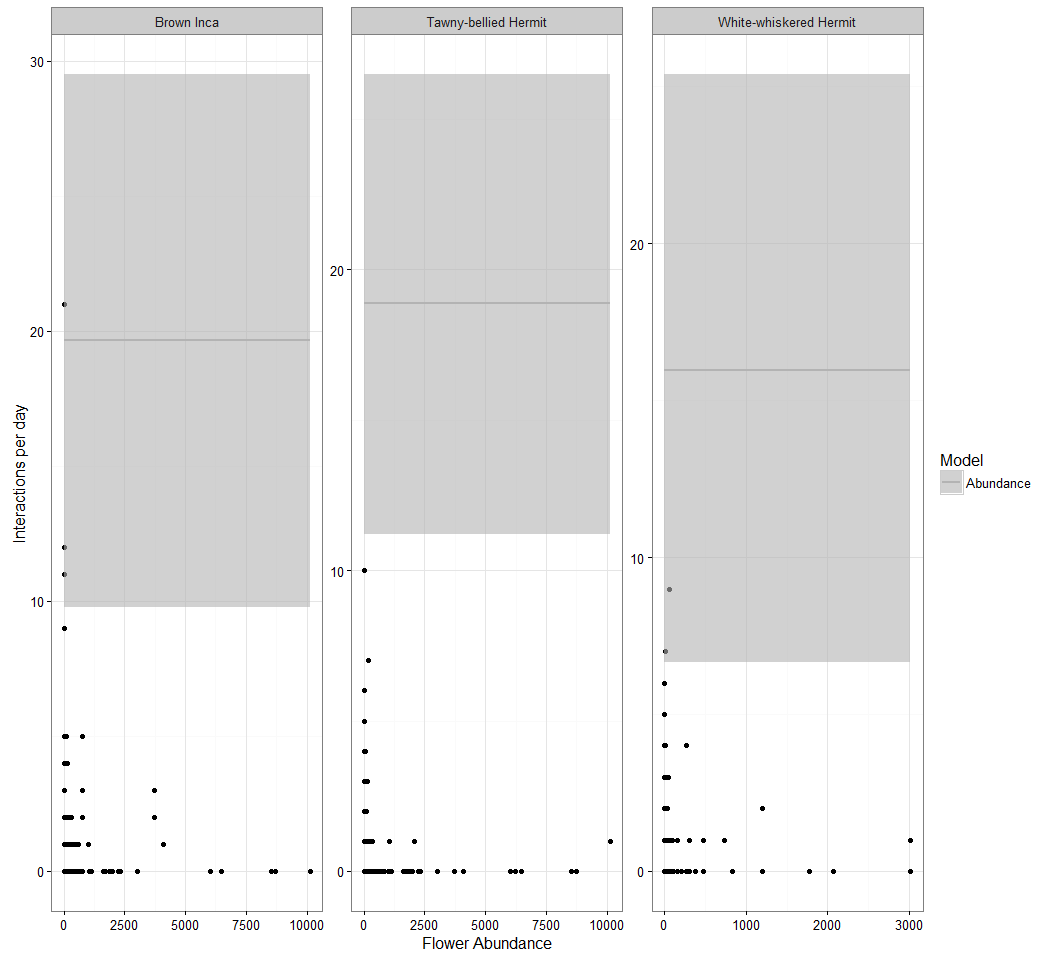 Brown Inca Tawny-bellied Hermit White-whiskered Hermit
30
20
10
0
20
10
0
20
10
0
Interactions per day
0 2500 5000 7500 10000
0 2500 5000 7500 10000
0 1000 2000 3000
Flower Abundance
Model
Abundance